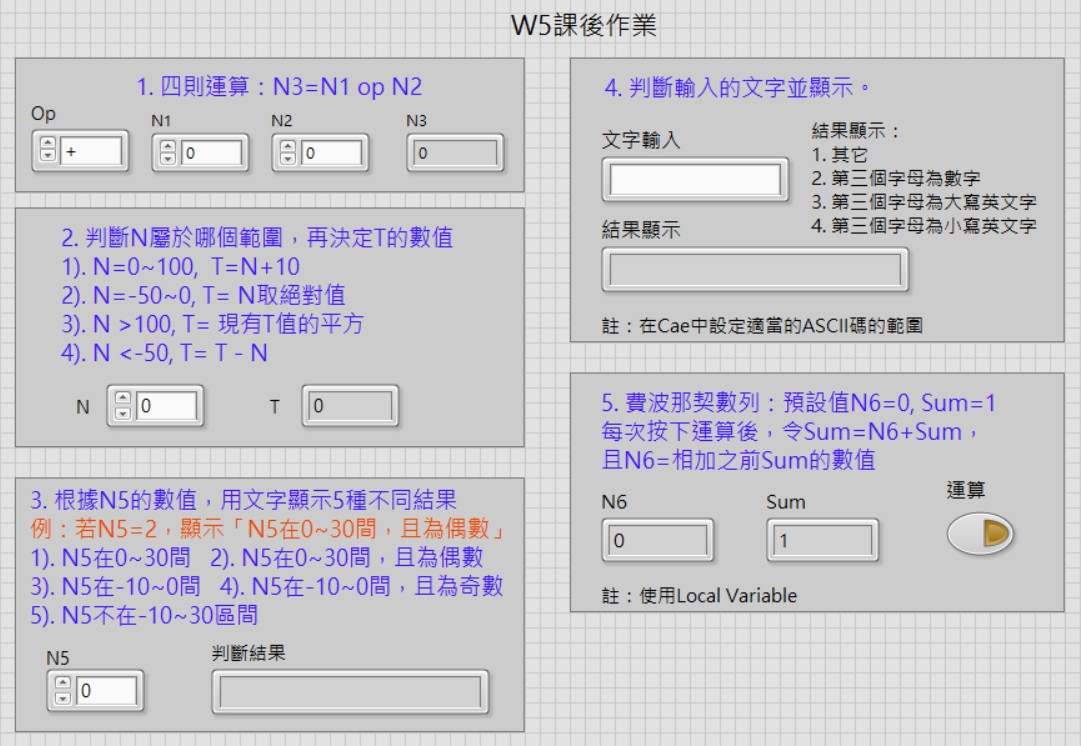 W5課後作業
1. 四則運算：N3=N1 op N2
Op N1 N2 N3
+ 0 0 0
2. 判斷N屬於哪個範圍，再決定T的數值
1). N=0~100, T=N+10
2). N=-50~0, T= N取絕對值
3). N >100, T= 現有T值的平方
4). N <-50, T= T - N
N 0 T 0
3. 根據N5的數值，用文字顯示5種不同結果
例：若N5=2，顯示「N5在0~30間，且為偶數」
1). N5在0~30間 2). N5在0~30間，且為偶數
3). N5在-10~0間 4). N5在-10~0間，且為奇數
5). N5不在-10~30區間
N5 判斷結果
0
4. 判斷輸入的文字並顯示。
文字輸入
結果顯示：
1. 其它
2. 第三個字母為數字
3. 第三個字母為大寫英文字
4. 第三個字母為小寫英文字
結果顯示
註：在Cae中設定適當的ASCII碼的範圍
5. 費波那契數列：預設值N6=0, Sum=1
每次按下運算後，令Sum=N6+Sum，
且N6=相加之前Sum的數值
N6 Sum 運算
0 1
註：使用Local Variable